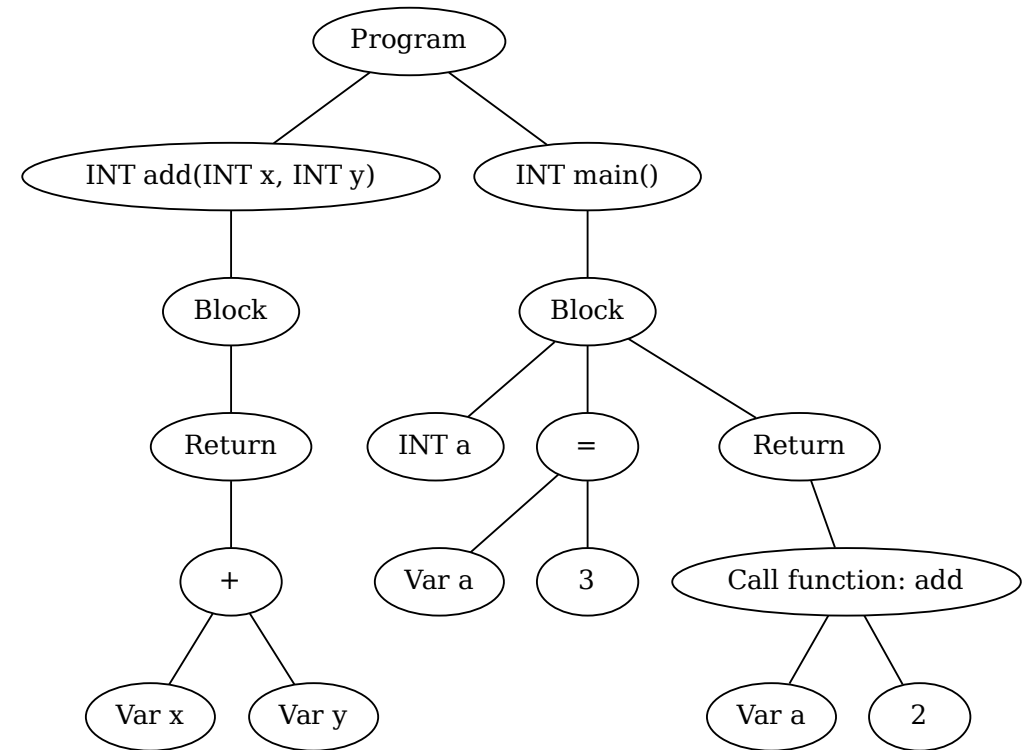 Program
INT add(INT x, INT y)
INT main()
Block
Block
Return
INT a
=
Return
+
Var a
3
Call function: add
Var x
Var y
Var a
2